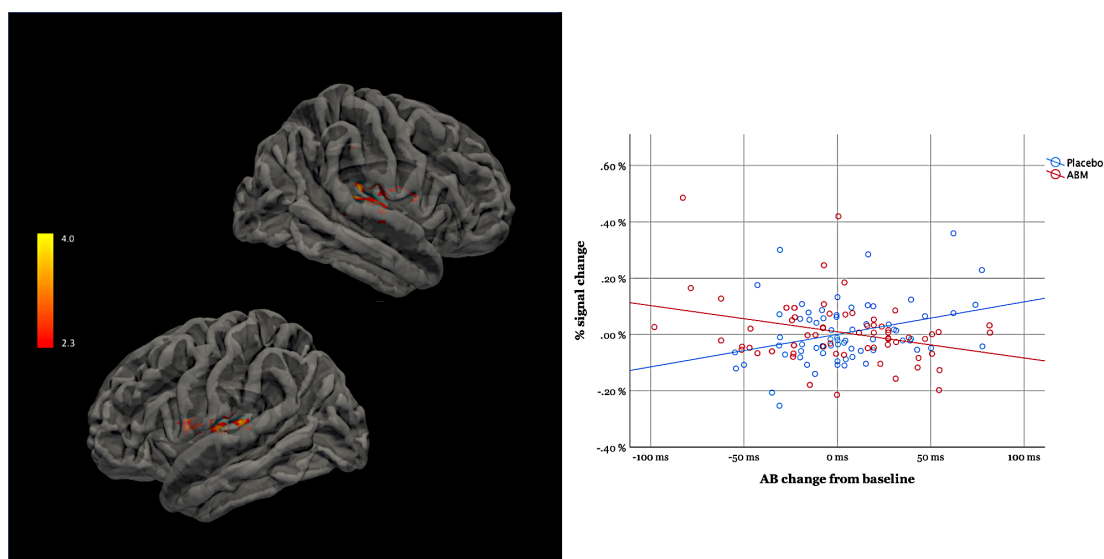 4.0
2.3
Placebo
ABM
.60 %
.40 %
.20 %
.00 %
-.20 %
-.40 %
% signal change
-100 ms
-50 ms
0 ms
50 ms
100 ms
AB change from baseline